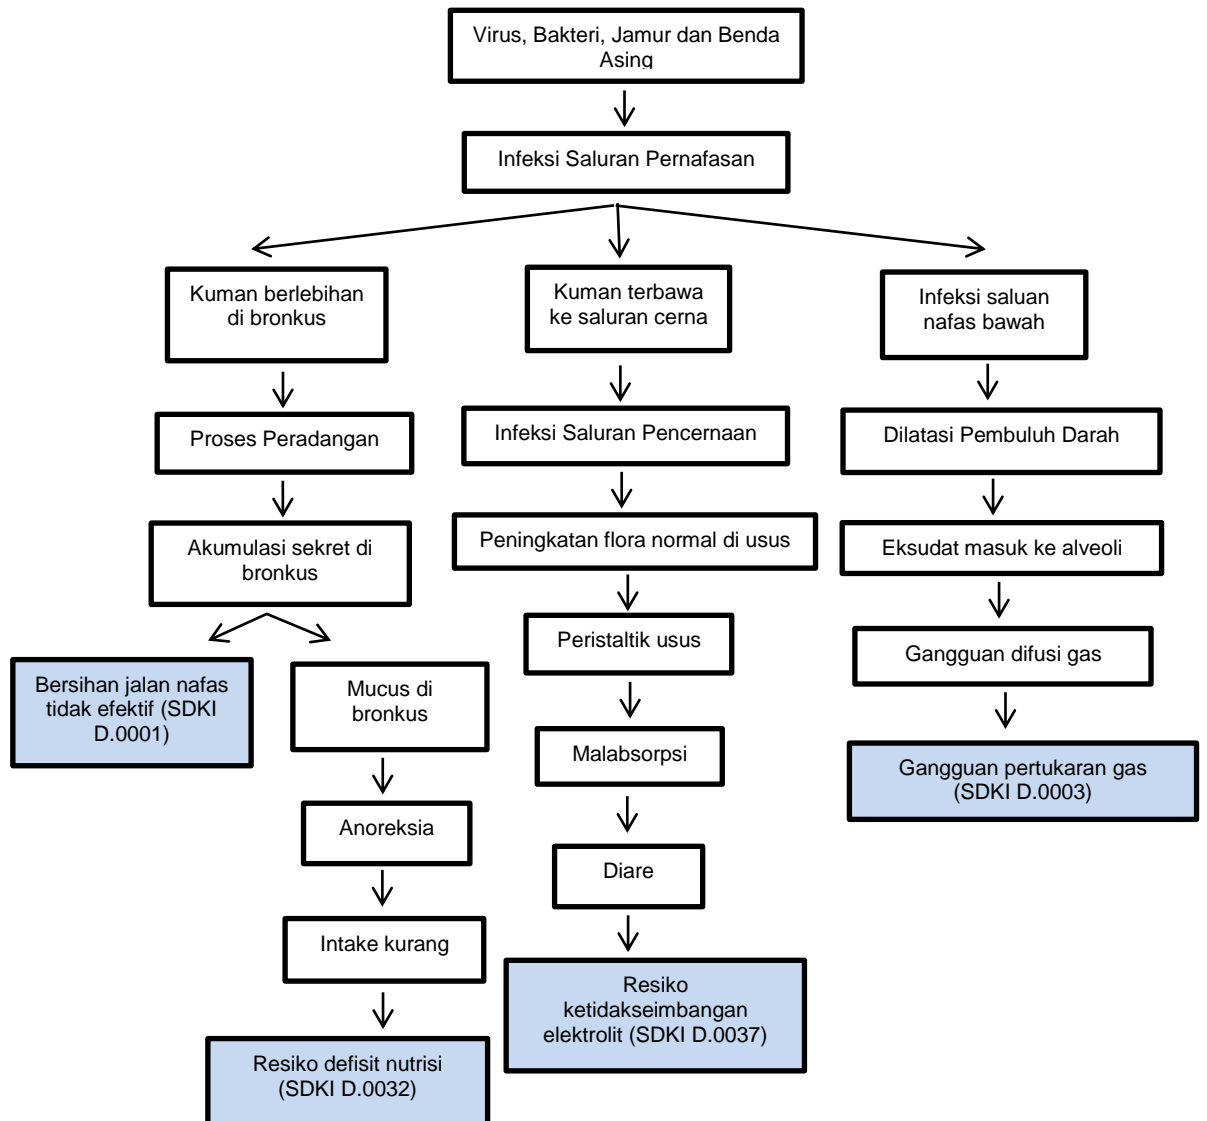 Virus, Bakteri, Jamur dan Benda
Asing
Infeksi Saluran Pernafasan
Kuman berlebihan
di bronkus
Kuman terbawa
ke saluran cerna
Infeksi saluan
nafas bawah
Proses Peradangan
Infeksi Saluran Pencernaan
Dilatasi Pembuluh Darah
Akumulasi sekret di
bronkus
Peningkatan flora normal di usus
Eksudat masuk ke alveoli
Bersihan jalan nafas
tidak efektif (SDKI
D.0001)
Mucus di
bronkus
Peristaltik usus
Gangguan difusi gas
Malabsorpsi
Gangguan pertukaran gas
(SDKI D.0003)
Anoreksia
Diare
Intake kurang
Resiko
ketidakseimbangan
elektrolit (SDKI D.0037)
Resiko defisit nutrisi
(SDKI D.0032)